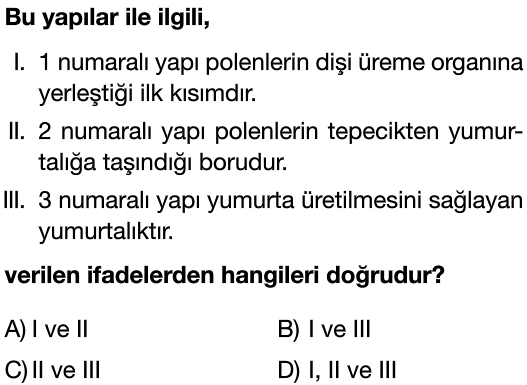 Bu yapılar ile ilgili,
I. 1 numaralı yapı polenlerin dişi üreme organına
yerleştiği ilk kısımdır.
II. 2 numaralı yapı polenlerin tepecikten yumur-
talığa taşındığı borudur.
III. 3 numaralı yapı yumurta üretilmesini sağlayan
yumurtalıktır.
verilen ifadelerden hangileri doğrudur?
A) I ve II B) I ve III
C) II ve III D) I, II ve III